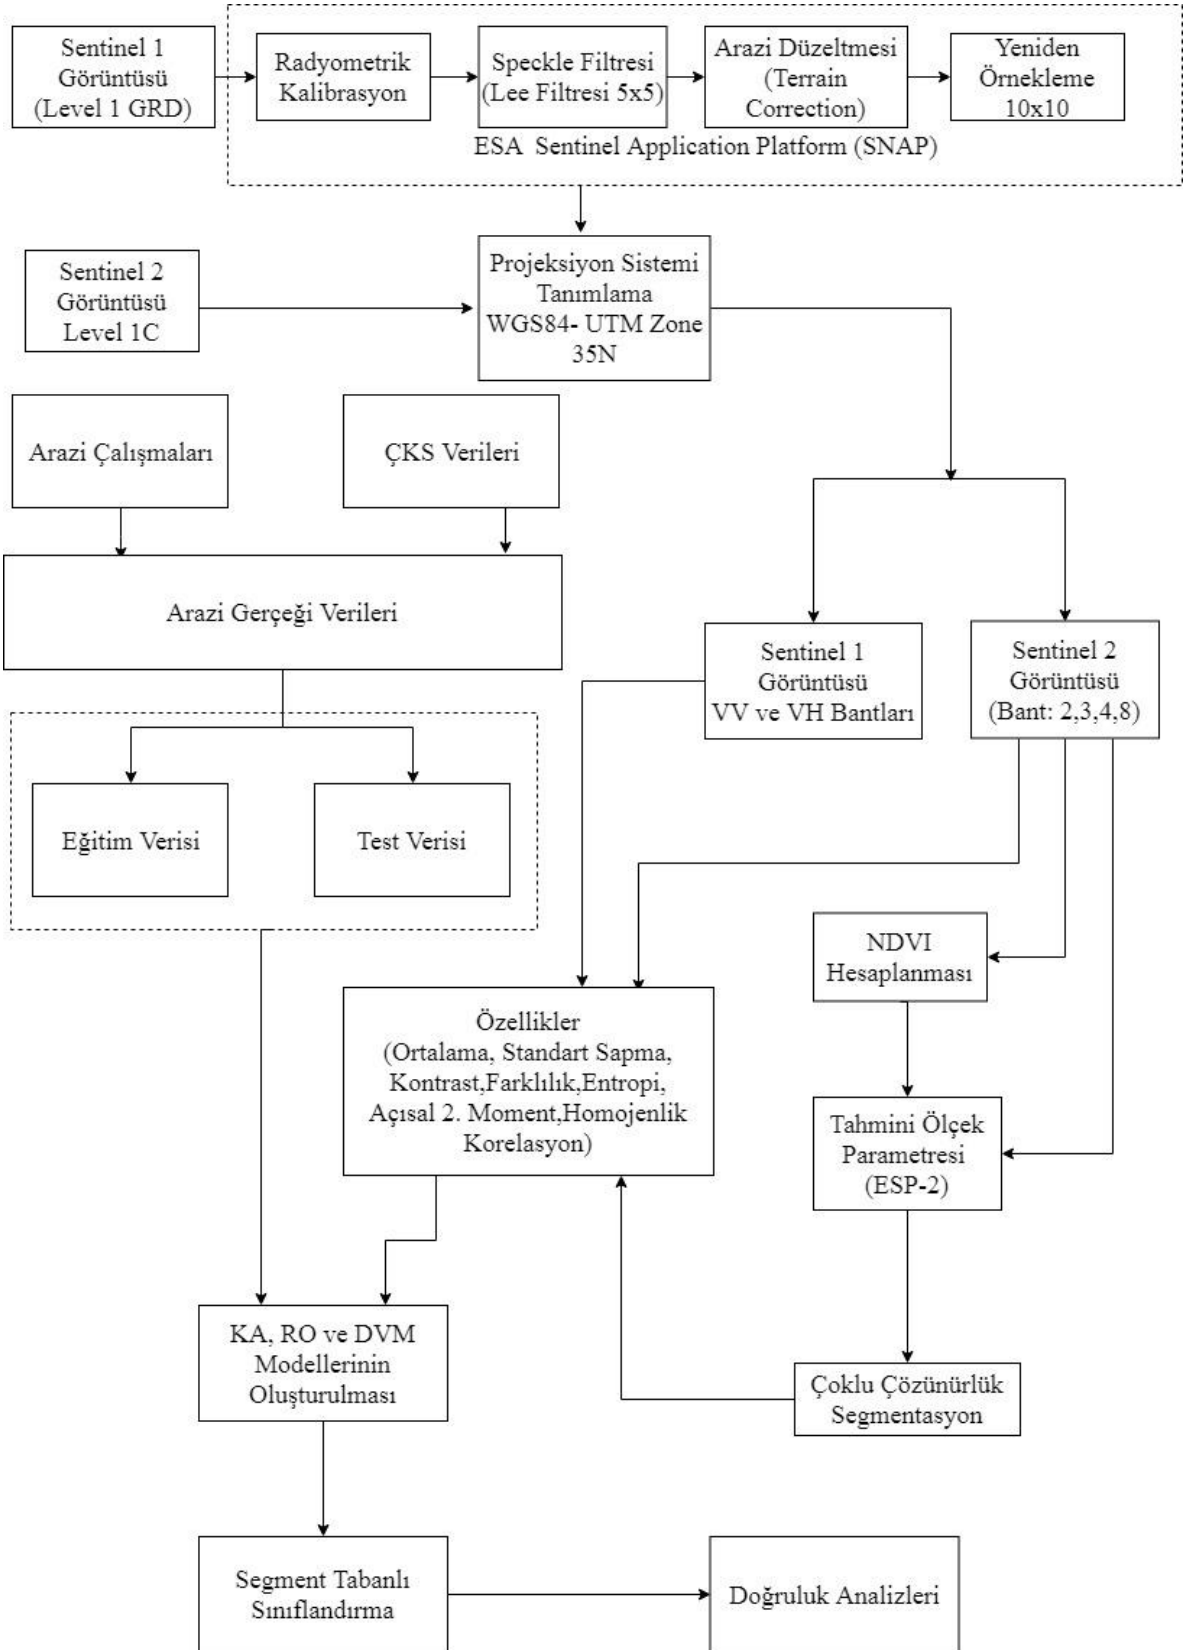 Sentinel 1
Görüntüsü
(Level 1 GRD)
Radyometrik
Kalibrasyon
Speckle Filtresi
(Lee Filtresi 5x5)
Arazi Düzeltmesi
(Terrain
Correction)
Yeniden
Örnekleme
10x10
ESA Sentinel Application Platform (SNAP)
Sentinel 2
Görüntüsü
Level 1C
Projeksiyon Sistemi
Tanımlama
WGS84- UTM Zone
35N
Arazi Çalışmaları
ÇKS Verileri
Arazi Gerçeği Verileri
Sentinel 1
Görüntüsü
VV ve VH Bantları
Sentinel 2
Görüntüsü
(Bant: 2,3,4,8)
Eğitim Verisi
Test Verisi
NDVI
Hesaplanması
Özellikler
(Ortalama, Standart Sapma,
Kontrast,Farklılık,Entropi,
Açısal 2. Moment,Homojenlik
Korelasyon)
Tahmini Ölçek
Parametresi
(ESP-2)
KA, RO ve DVM
Modellerinin
Oluşturulması
Çoklu Çözünürlük
Segmentasyon
Segment Tabanlı
Sınıflandırma
Doğruluk Analizleri